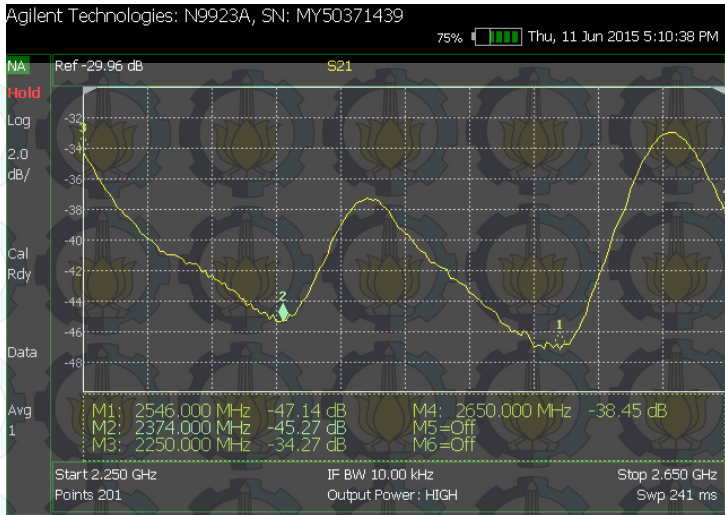 Agilent Technologies: N9923A, SN: MY50371439
75% Thu, 11 Jun 2015 5:10:38 PM
NA Ref -29.96 dB S21
Hold
Log
2.0
dB/
Cal
Rdy
Data
Avg
1
-32
3
-34
-36
-38
-40
-42
2
-44
-46
1
-48
M1: 2546.000 MHz -47.14 dB M4: 2650.000 MHz -38.45 dB
M2: 2374.000 MHz -45.27 dB M5=Off
M3: 2250.000 MHz -34.27 dB M6=Off
Start 2.250 GHz IF BW 10.00 kHz Stop 2.650 GHz
Points 201 Output Power: HIGH Swp 241 ms